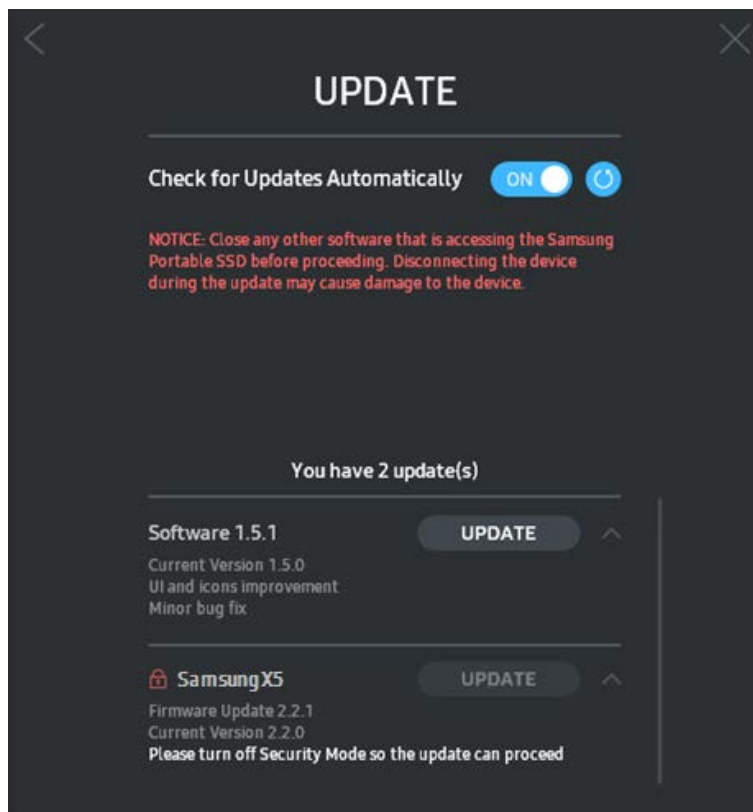 UPDATE
Check for Updates Automatically ON
NOTICE: Close any other software that is accessing the Samsung
Portable SSD before proceeding. Disconnecting the device
during the update may cause damage to the device.
You have 2 update(s)
Software 1.5.1 UPDATE
Current Version 1.5.0
UI and icons improvement
Minor bug fix
Samsung X5 UPDATE
Firmware Update 2.2.1
Current Version 2.2.0
Please turn off Security Mode so the update can proceed